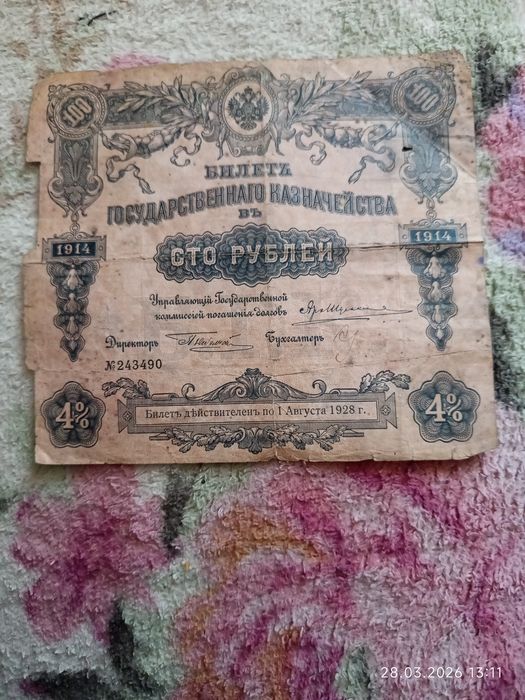 100 100
БИЛЕТЪ
ГОСУДАРСТВЕННАГО КАЗНАЧЕЙСТВА
ВЪ
1914 СТО РУБЛЕЙ 1914
Управляющій Государственной
коммиссіей погашенія долговъ
Директоръ Бухгалтеръ
№243490
4% 4%
Билетъ дѣйствителенъ по 1 Августа 1928 г.
28.03.2026 13:11